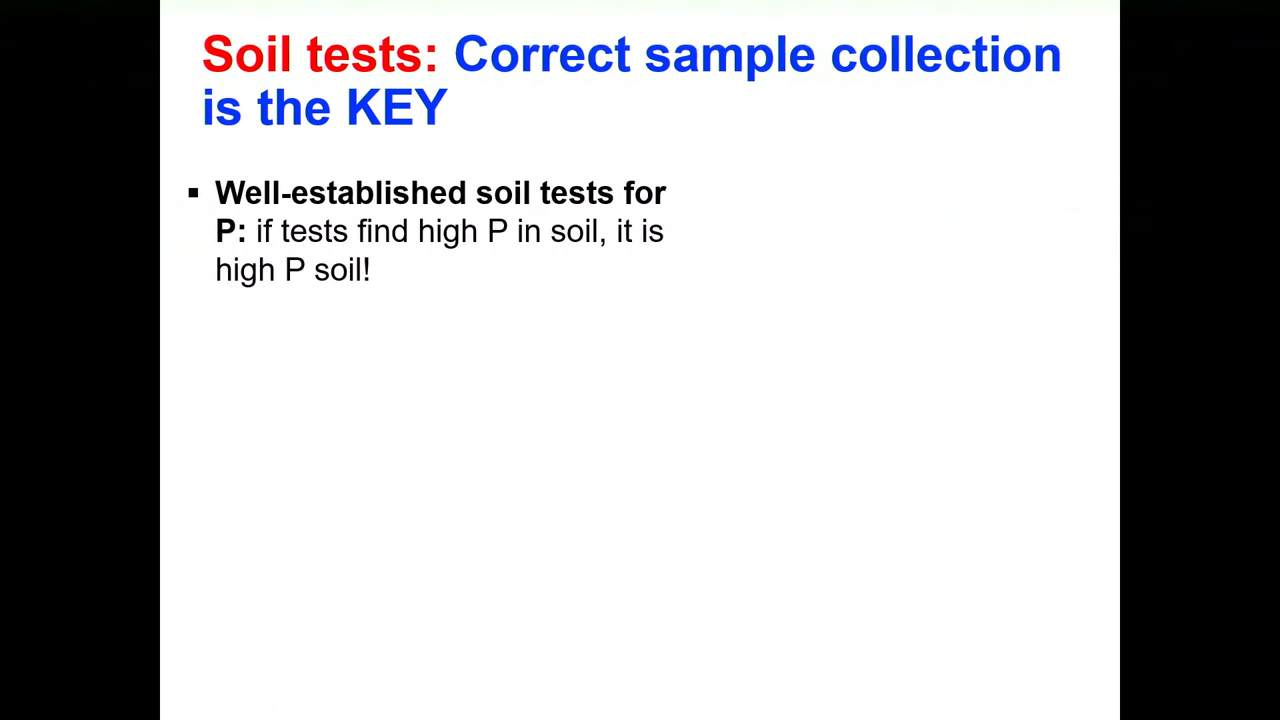 Soil tests: Correct sample collection
is the KEY
▪ Well-established soil tests for
P: if tests find high P in soil, it is
high P soil!